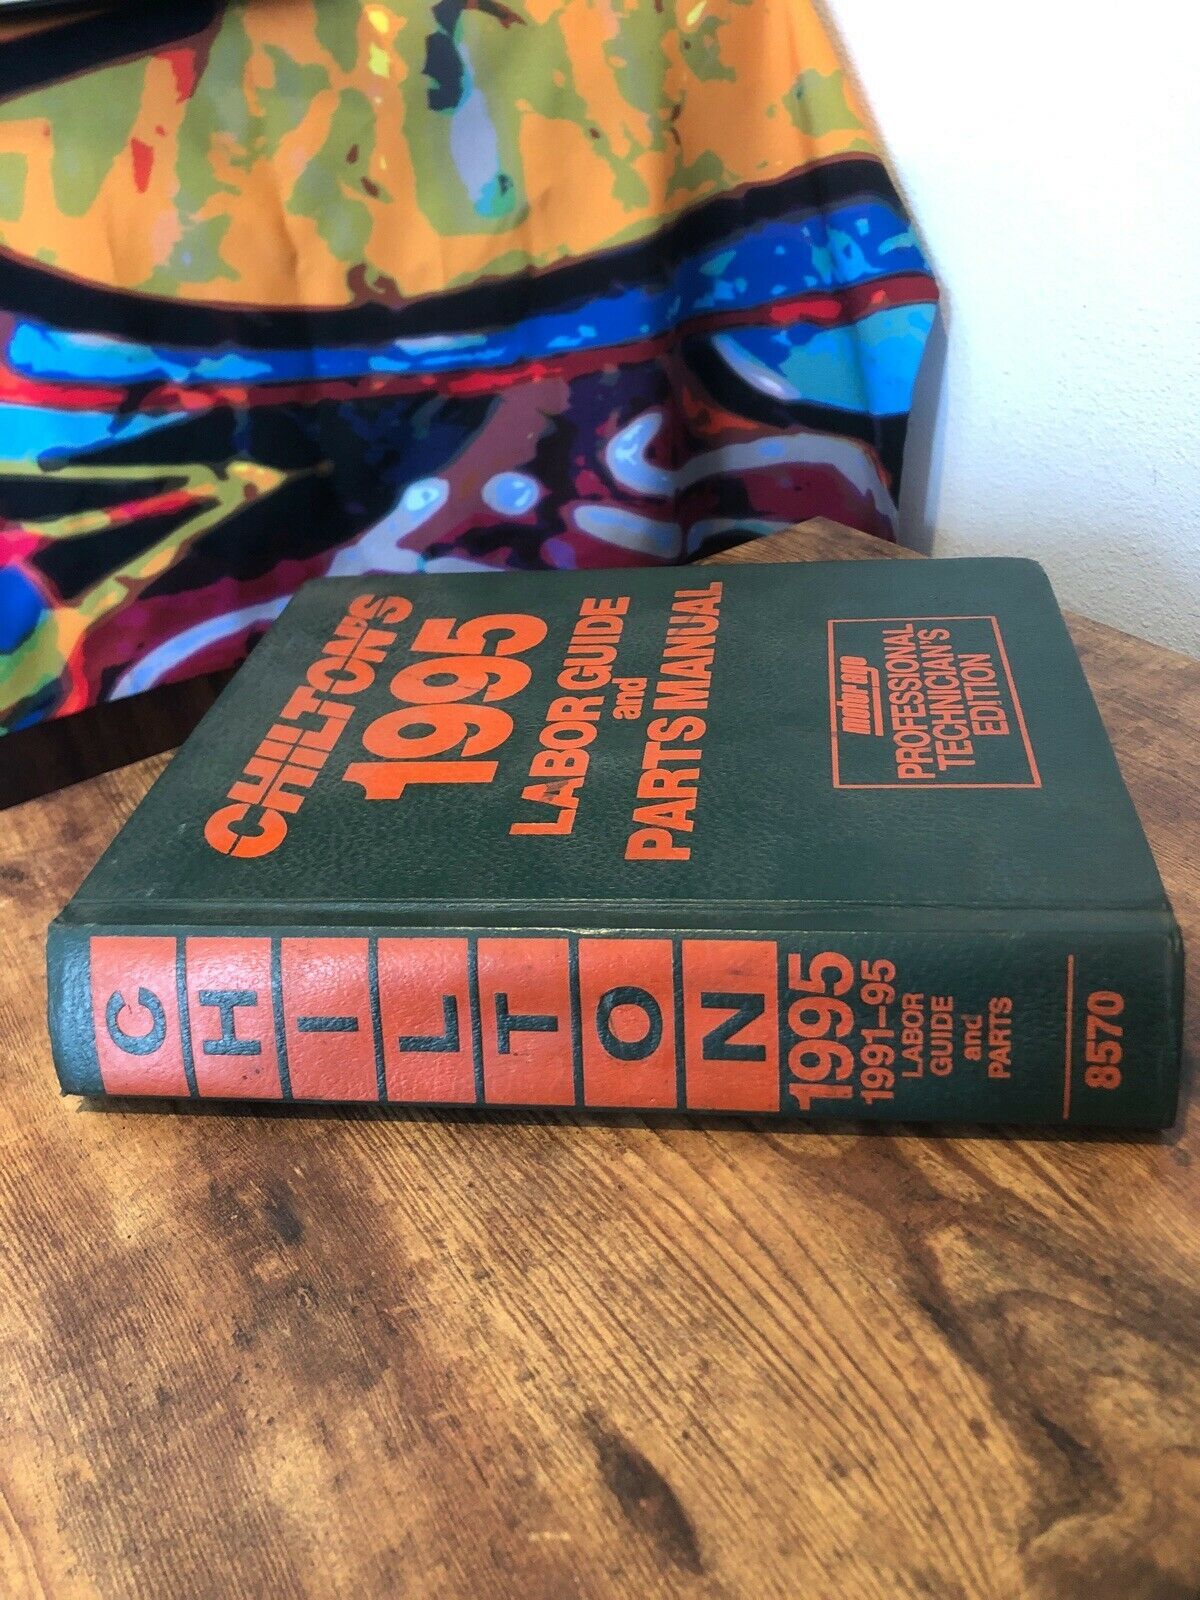 CHILTON'S
1995
LABOR GUIDE
and
PARTS MANUAL
motor age
PROFESSIONAL
TECHNICIAN'S
EDITION
CHILTON
1995
1991-95
LABOR
GUIDE
and
PARTS
8570